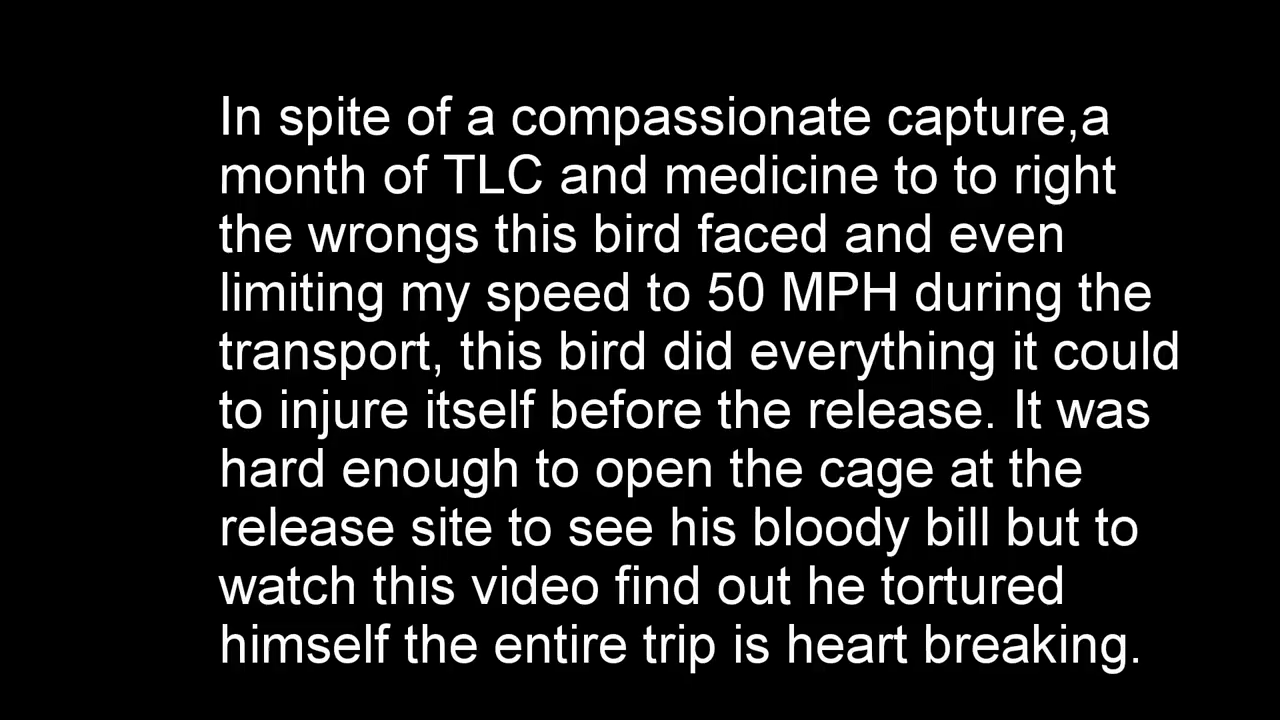 In spite of a compassionate capture,a
month of TLC and medicine to to right
the wrongs this bird faced and even
limiting my speed to 50 MPH during the
transport, this bird did everything it could
to injure itself before the release. It was
hard enough to open the cage at the
release site to see his bloody bill but to
watch this video find out he tortured
himself the entire trip is heart breaking.